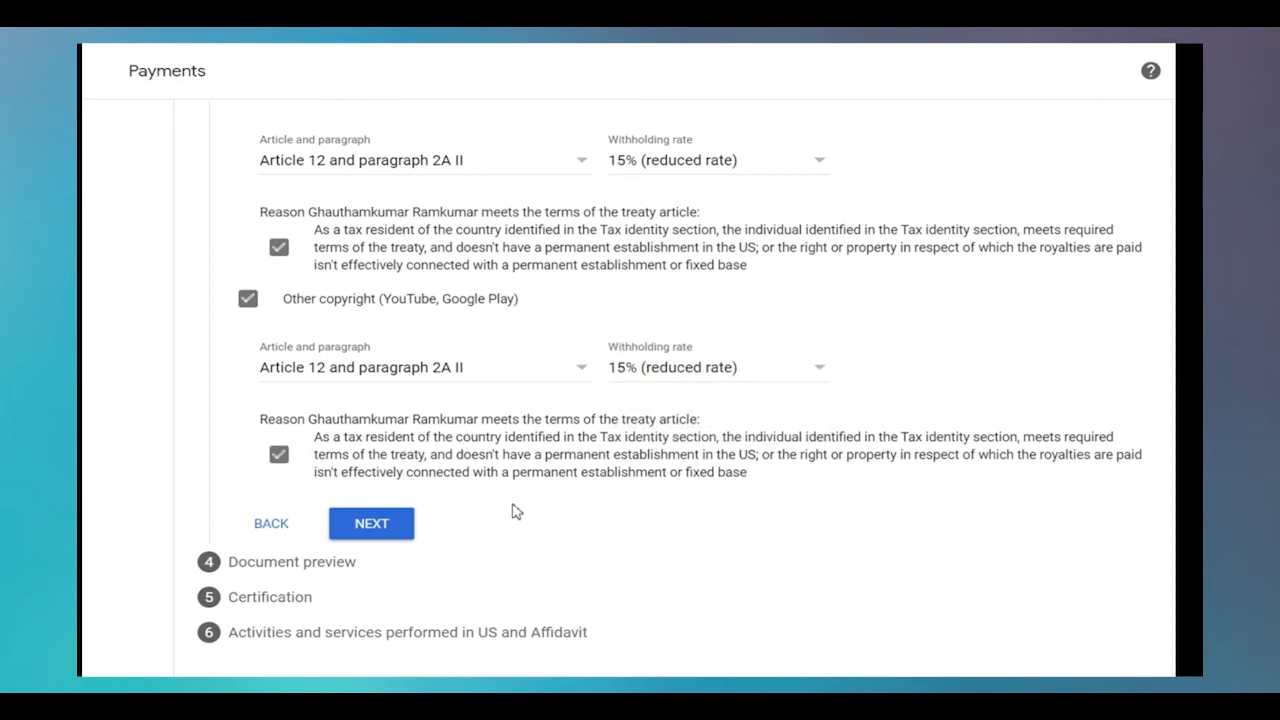 Payments
Article and paragraph
Withholding rate
Article 12 and paragraph 2A II
15% (reduced rate)
Reason Ghauthamkumar Ramkumar meets the terms of the treaty article:
As a tax resident of the country identified in the Tax identity section, the individual identified in the Tax identity section, meets required
terms of the treaty, and doesn't have a permanent establishment in the US; or the right or property in respect of which the royalties are paid
isn't effectively connected with a permanent establishment or fixed base
Other copyright (YouTube, Google Play)
Article and paragraph
Withholding rate
Article 12 and paragraph 2A II
15% (reduced rate)
Reason Ghauthamkumar Ramkumar meets the terms of the treaty article:
As a tax resident of the country identified in the Tax identity section, the individual identified in the Tax identity section, meets required
terms of the treaty, and doesn't have a permanent establishment in the US; or the right or property in respect of which the royalties are paid
isn't effectively connected with a permanent establishment or fixed base
BACK
NEXT
4 Document preview
5 Certification
6 Activities and services performed in US and Affidavit